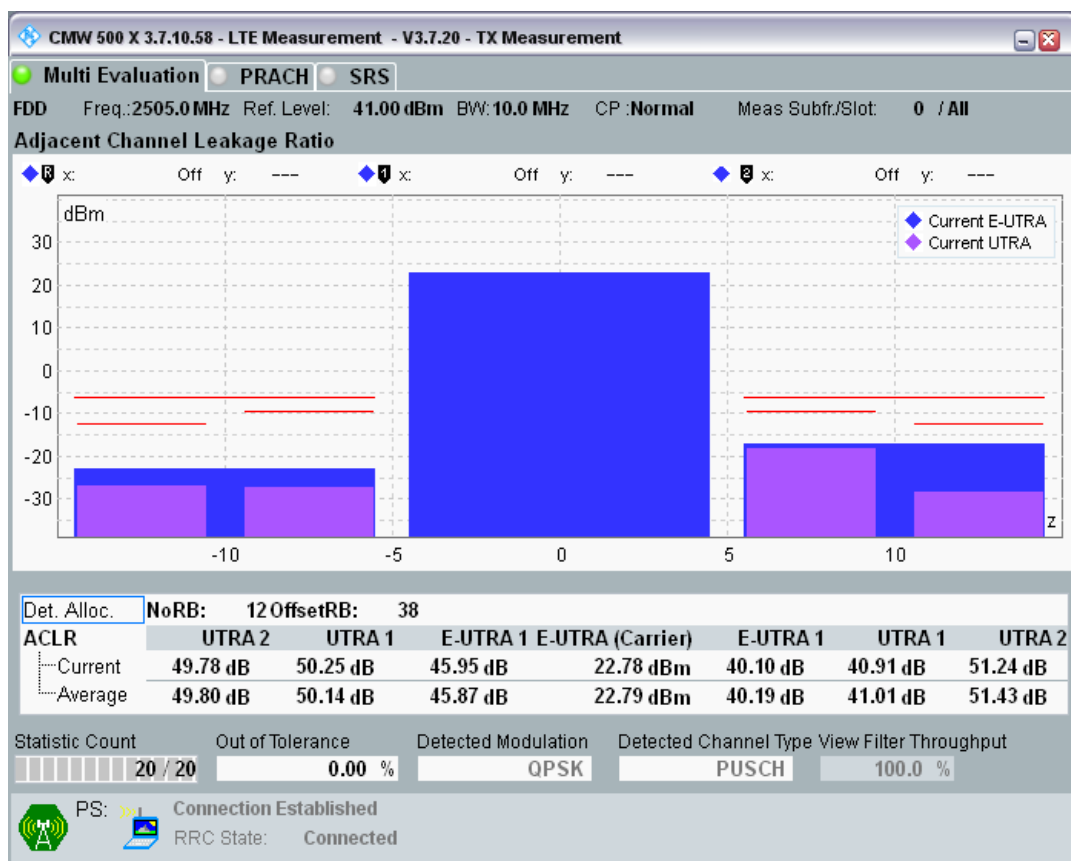 CMW 500 X 3.7.10.58 - LTE Measurement - V3.7.20 - TX Measurement
Multi Evaluation PRACH SRS
FDD Freq.:2505.0 MHz Ref. Level: 41.00 dBm BW:10.0 MHz CP :Normal Meas Subfr./Slot: 0 / All
Adjacent Channel Leakage Ratio
R x: Off y: --- 1 x: Off y: --- 2 x: Off y: ---
dBm
Current E-UTRA
Current UTRA
30
20
10
0
-10
-20
-30
z
-10 -5 0 5 10
Det. Alloc. NoRB: 12 OffsetRB: 38
ACLR UTRA 2 UTRA 1 E-UTRA 1 E-UTRA (Carrier) E-UTRA 1 UTRA 1 UTRA 2
Current 49.78 dB 50.25 dB 45.95 dB 22.78 dBm 40.10 dB 40.91 dB 51.24 dB
Average 49.80 dB 50.14 dB 45.87 dB 22.79 dBm 40.19 dB 41.01 dB 51.43 dB
Statistic Count Out of Tolerance Detected Modulation Detected Channel Type View Filter Throughput
20 / 20 0.00 % QPSK PUSCH 100.0 %
PS: Connection Established
RRC State: Connected